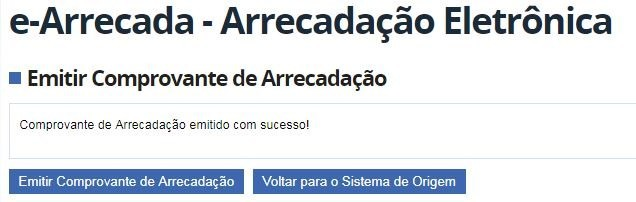 e-Arrecada - Arrecadação Eletrônica
Emitir Comprovante de Arrecadação
Comprovante de Arrecadação emitido com sucesso!
Emitir Comprovante de Arrecadação Voltar para o Sistema de Origem